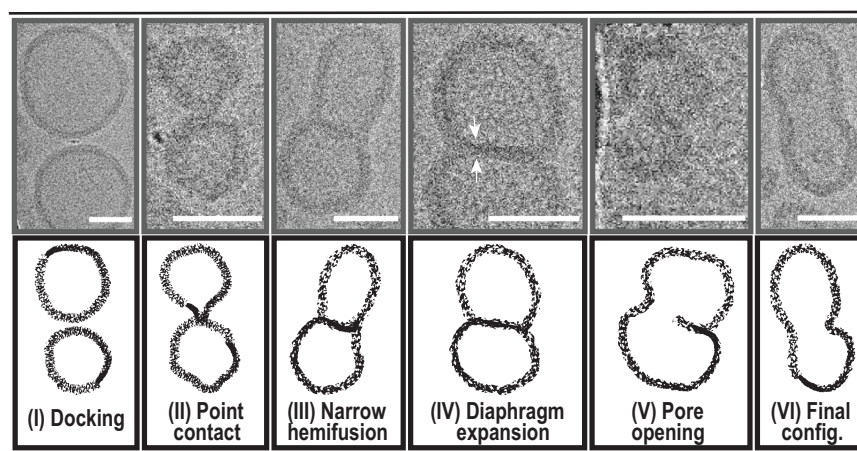 (I) Docking
(II) Point
contact
(III) Narrow
hemifusion
(IV) Diaphragm
expansion
(V) Pore
opening
(VI) Final
config.